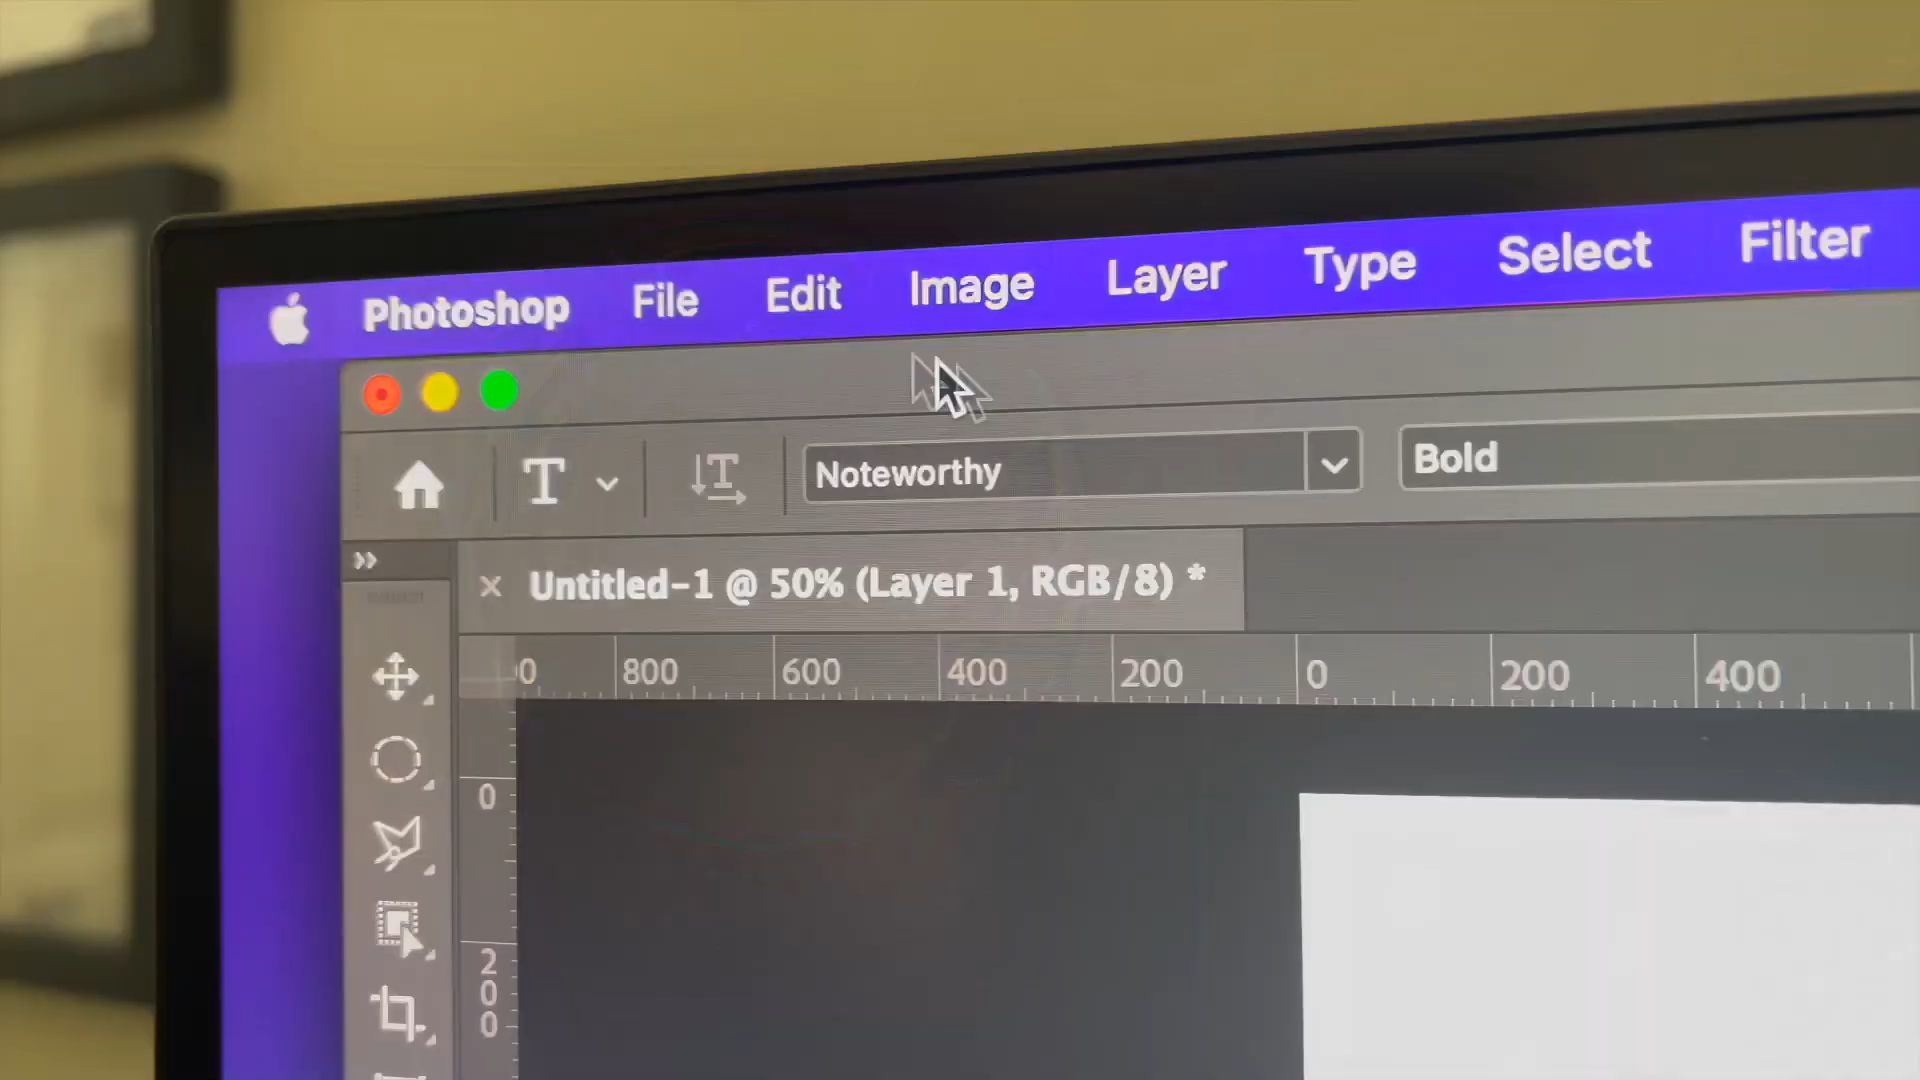 Photoshop File Edit Image Layer Type Select Filter
T T Noteworthy Bold
× Untitled-1 @ 50% (Layer 1, RGB/8) *
00 800 600 400 200 0 200 400
0
200